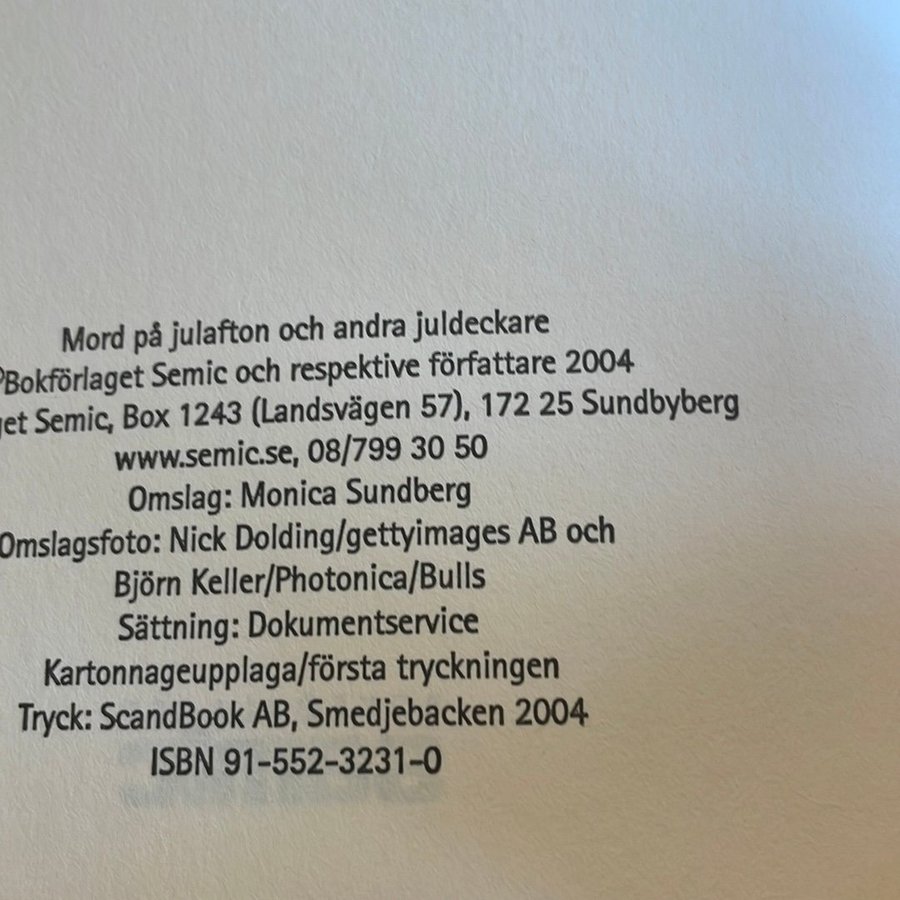 Mord på julafton och andra juldeckare
Bokförlaget Semic och respektive författare 2004
Semic, Box 1243 (Landsvägen 57), 172 25 Sundbyberg
www.semic.se, 08/799 30 50
Omslag: Monica Sundberg
Omslagsfoto: Nick Dolding/gettyimages AB och
Björn Keller/Photonica/Bulls
Sättning: Dokumentservice
Kartonnageupplaga/första tryckningen
Tryck: ScandBook AB, Smedjebacken 2004
ISBN 91-552-3231-0